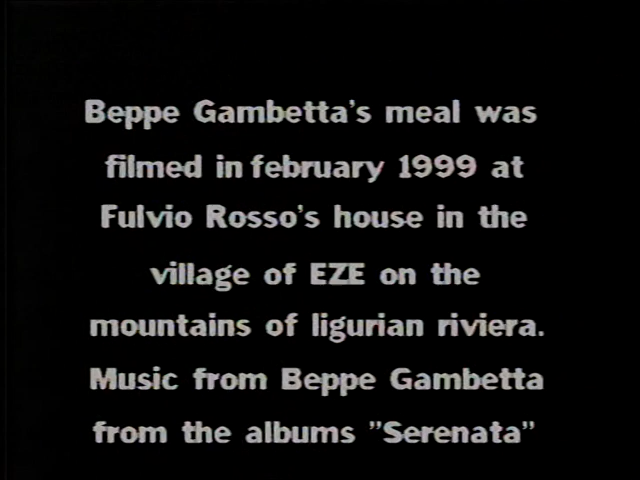 Beppe Gambetta's meal was
filmed in february 1999 at
Fulvio Rosso's house in the
village of EZE on the
mountains of ligurian riviera.
Music from Beppe Gambetta
from the albums "Serenata"